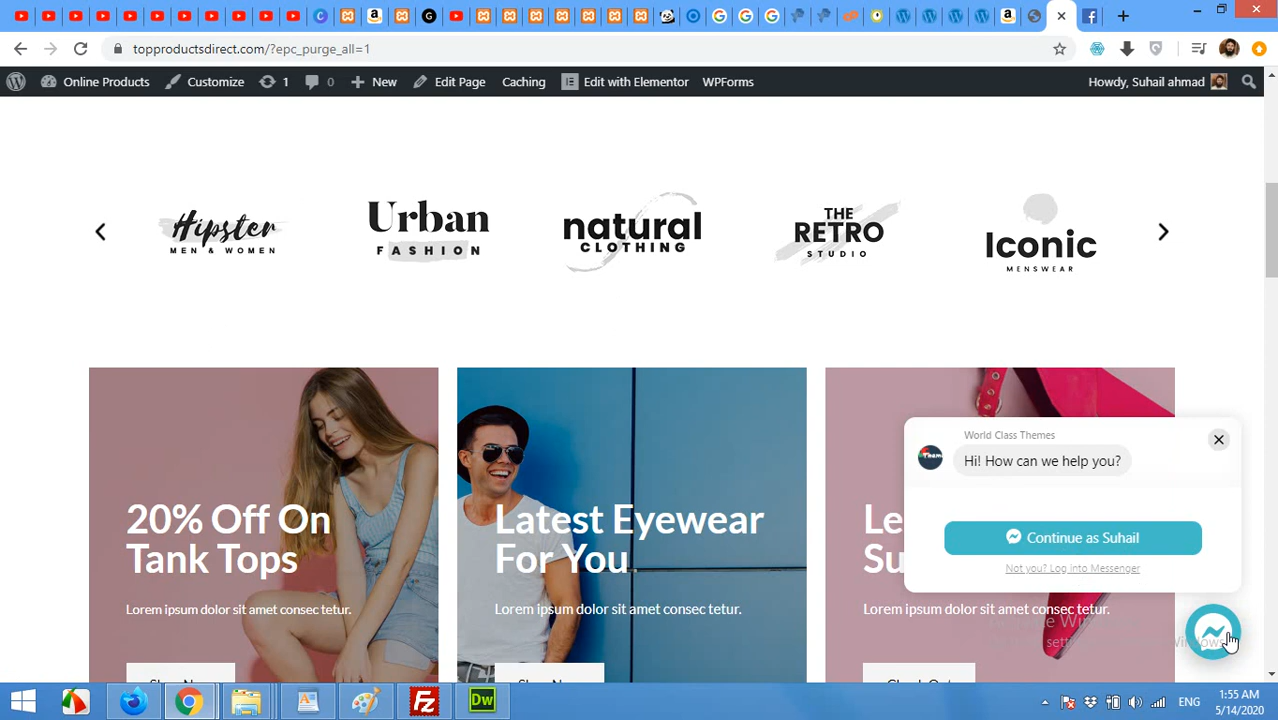 topproductsdirect.com/?epc_purge_all=1
Online Products Customize 1 0 New Edit Page Caching Edit with Elementor WPForms Howdy, Suhail ahmad
Hipster
MEN & WOMEN
Urban
FASHION
natural
CLOTHING
THE
RETRO
STUDIO
Iconic
MENSWEAR
World Class Themes
Hi! How can we help you?
Continue as Suhail
Not you? Log into Messenger
20% Off On
Tank Tops
Lorem ipsum dolor sit amet consec tetur.
Latest Eyewear
For You
Lorem ipsum dolor sit amet consec tetur.
Le
Su
Lorem ipsum dolor sit amet consec tetur.
ENG
1:55 AM
5/14/2020
Dw